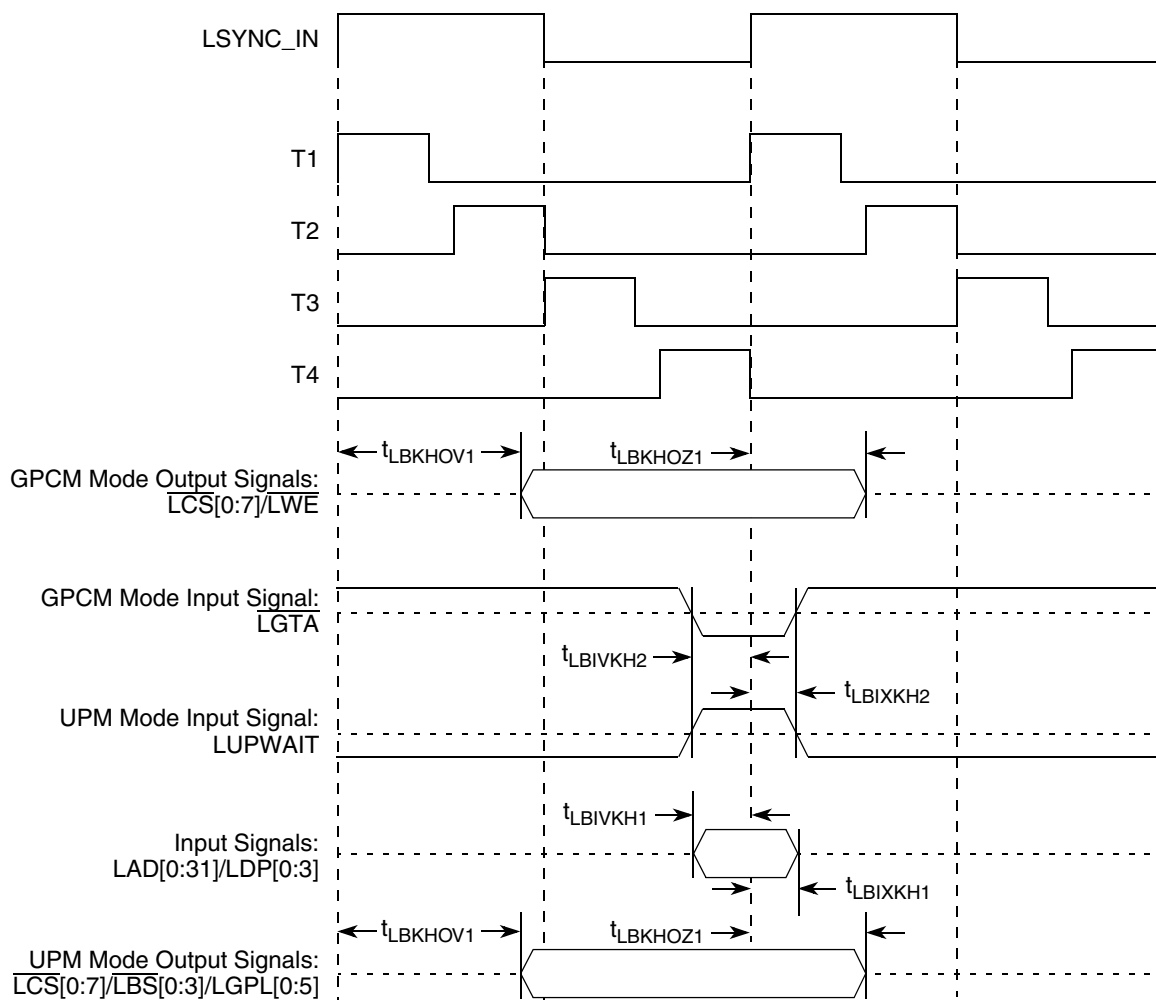 LSYNC_IN
T1
T2
T3
T4
tLBKHOV1
tLBKHOZ1
GPCM Mode Output Signals:
LCS[0:7]/LWE
GPCM Mode Input Signal:
LGTA
tLBIVKH2
tLBIXKH2
UPM Mode Input Signal:
LUPWAIT
tLBIVKH1
Input Signals:
LAD[0:31]/LDP[0:3]
tLBIXKH1
tLBKHOV1
tLBKHOZ1
UPM Mode Output Signals:
LCS[0:7]/LBS[0:3]/LGPL[0:5]